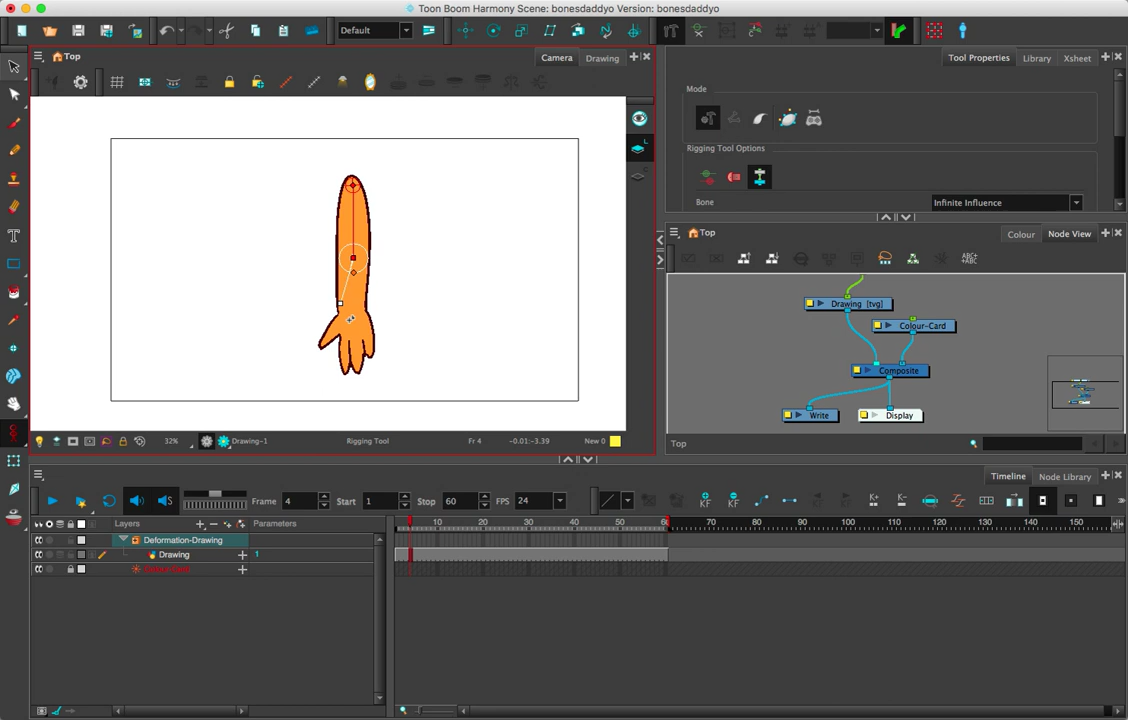 Toon Boom Harmony Scene: bonesdaddyo Version: bonesdaddyo
Default
Top
Camera
Drawing
Tool Properties
Library
Xsheet
Mode
Rigging Tool Options
Bone
Infinite Influence
Top
Colour
Node View
ABC+
Drawing [tvg]
Colour-Card
Composite
Write
Display
Top
32%
Drawing-1
Rigging Tool
Fr 4
-0.01:-3.39
New 0
Timeline
Node Library
Frame 4
Start 1
Stop 60
FPS 24
Layers
Parameters
10 20 30 40 50 60 70 80 90 100 110 120 130 140 150
Deformation-Drawing
Drawing
1